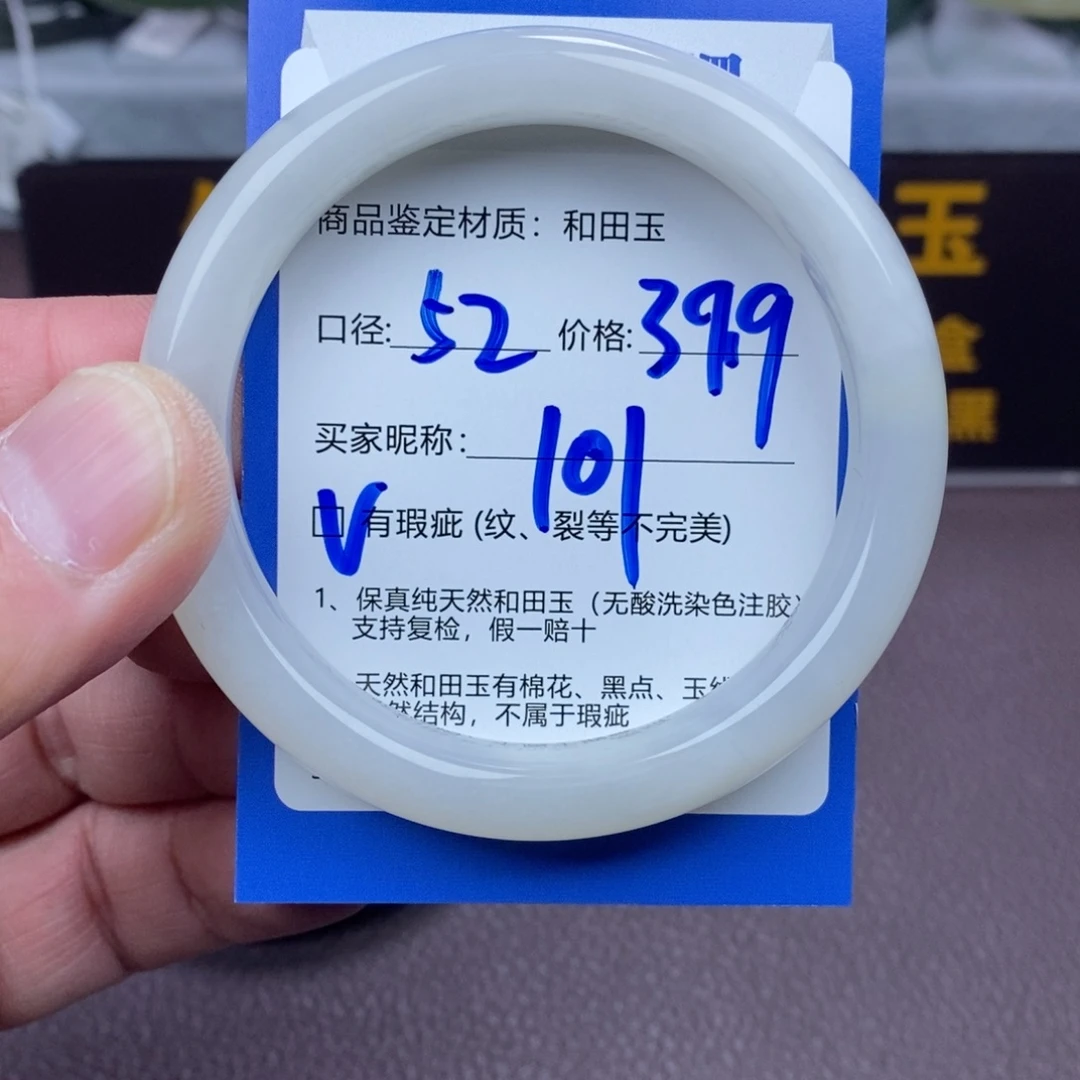 商品鉴定材质：和田玉
口径: 52 价格: 399
买家昵称： 101
V 有瑕疵 (纹、裂等不完美)
1、保真纯天然和田玉（无酸洗染色注胶）
支持复检，假一赔十
天然和田玉有棉花、黑点、玉
然结构，不属于瑕疵
玉
盒
黑